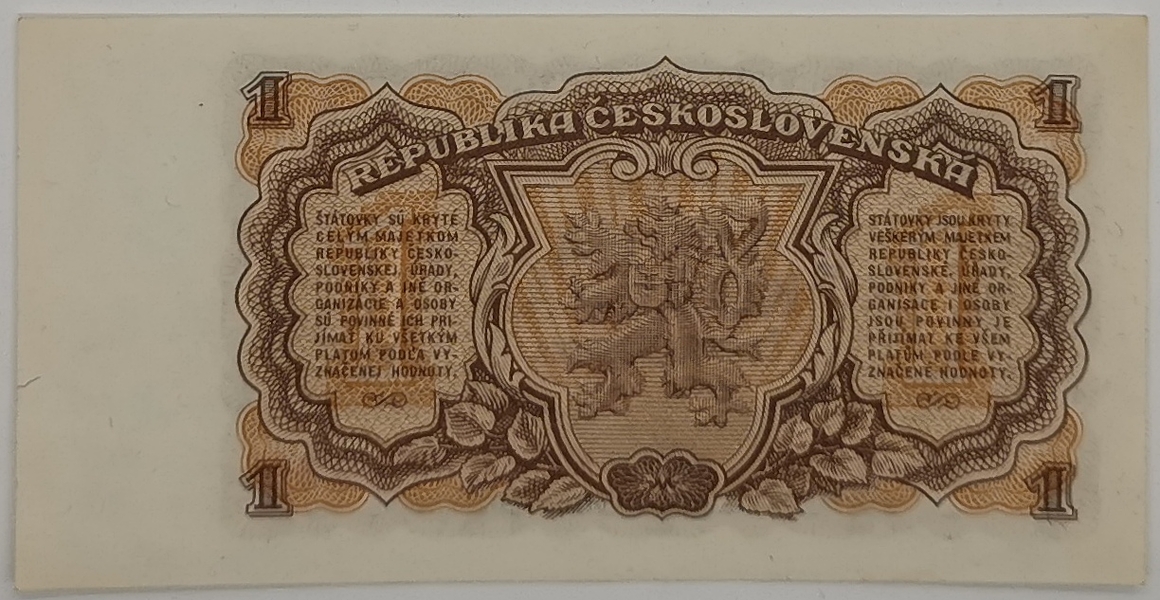 1 1
REPUBLIKA ČESKOSLOVENSKÁ
ŠTÁTOVKY SÚ KRYTÉ
CELÝM MAJETKOM
REPUBLIKY ČESKO-
SLOVENSKEJ. ÚRADY,
PODNIKY A INÉ OR-
GANIZÁCIE A OSOBY
SÚ POVINNÉ ICH PRI-
JÍMAŤ KU VŠETKÝM
PLATOM PODĽA VY-
ZNAČENEJ HODNOTY.
STÁTOVKY JSOU KRYTY
VEŠKERÝM MAJETKEM
REPUBLIKY ČESKO-
SLOVENSKÉ. ÚŘADY,
PODNIKY A JINÉ OR-
GANISACE I OSOBY
JSOU POVINNY JE
PŘIJÍMAT KE VŠEM
PLATŮM PODLE VY-
ZNAČENÉ HODNOTY.
1 1